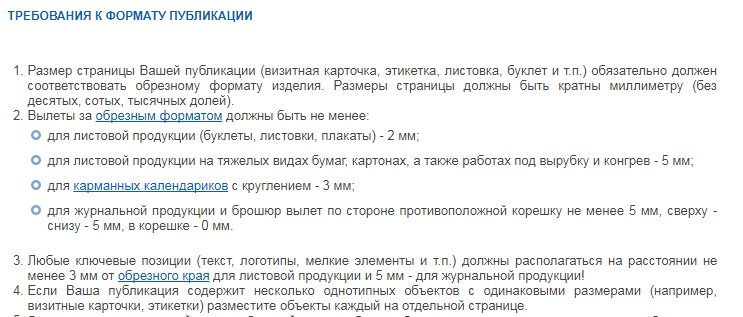 ТРЕБОВАНИЯ К ФОРМАТУ ПУБЛИКАЦИИ
1. Размер страницы Вашей публикации (визитная карточка, этикетка, листовка, буклет и т.п.) обязательно должен
соответствовать обрезному формату изделия. Размеры страницы должны быть кратны миллиметру (без
десятых, сотых, тысячных долей).
2. Вылеты за обрезным форматом должны быть не менее:
для листовой продукции (буклеты, листовки, плакаты) - 2 мм;
для листовой продукции на тяжелых видах бумаг, картонах, а также работах под вырубку и конгрев - 5 мм;
для карманных календариков с круглением - 3 мм;
для журнальной продукции и брошюр вылет по стороне противоположной корешку не менее 5 мм, сверху -
снизу - 5 мм, в корешке - 0 мм.
3. Любые ключевые позиции (текст, логотипы, мелкие элементы и т.п.) должны располагаться на расстоянии не
менее 3 мм от обрезного края для листовой продукции и 5 мм - для журнальной продукции!
4. Если Ваша публикация содержит несколько однотипных объектов с одинаковыми размерами (например,
визитные карточки, этикетки) разместите объекты каждый на отдельной странице.